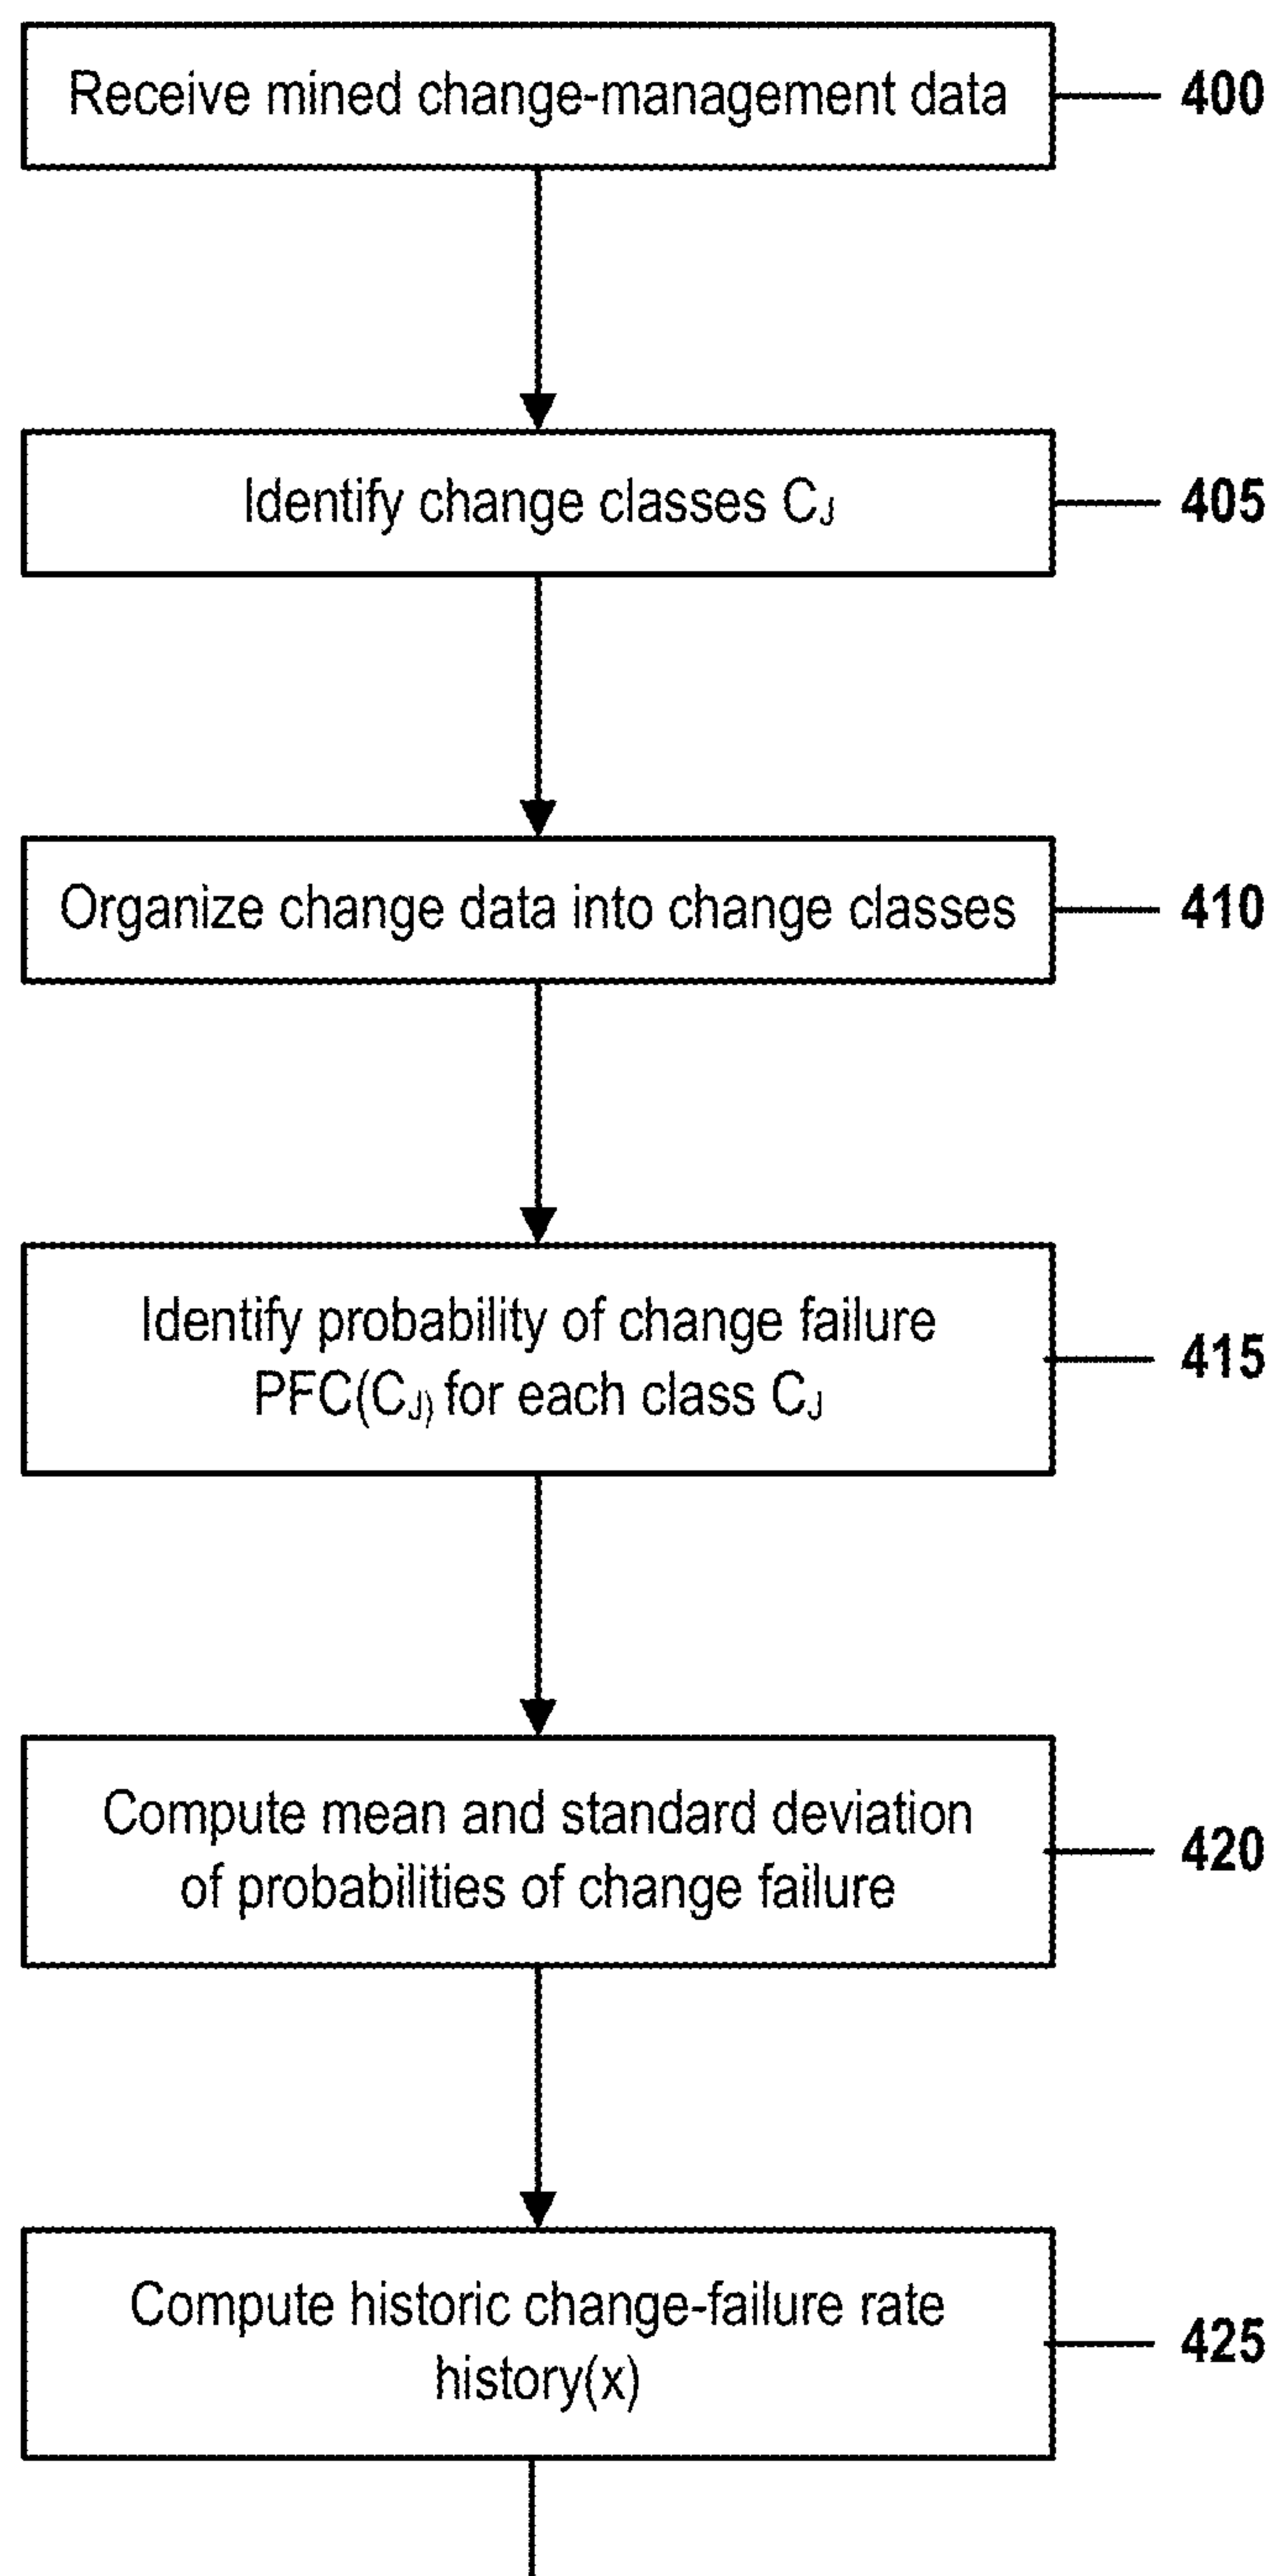 Receive mined change-management data 400
Identify change classes CJ 405
Organize change data into change classes 410
Identify probability of change failure
PFC(CJ) for each class CJ 415
Compute mean and standard deviation
of probabilities of change failure 420
Compute historic change-failure rate
history(x) 425